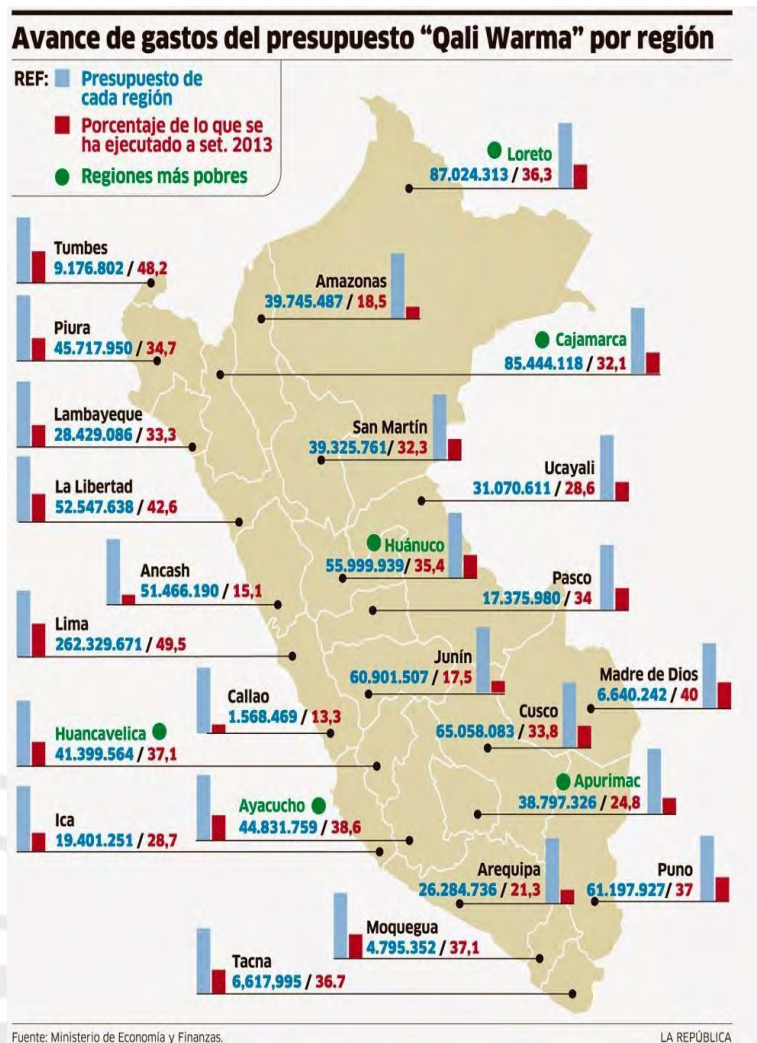 Avance de gastos del presupuesto “Qali Warma” por región
REF:
Presupuesto de
cada región
Porcentaje de lo que se
ha ejecutado a set. 2013
Regiones más pobres
Loreto
87.024.313 / 36,3
Tumbes
9.176.802 / 48,2
Amazonas
39.745.487 / 18,5
Piura
45.717.950 / 34,7
Cajamarca
85.444.118 / 32,1
Lambayeque
28.429.086 / 33,3
San Martín
39.325.761/ 32,3
Ucayali
31.070.611 / 28,6
La Libertad
52.547.638 / 42,6
Huánuco
55.999.939/ 35,4
Ancash
51.466.190 / 15,1
Pasco
17.375.980 / 34
Lima
262.329.671 / 49,5
Junín
60.901.507 / 17,5
Madre de Dios
6.640.242 / 40
Callao
1.568.469 / 13,3
Cusco
65.058.083 / 33,8
Huancavelica
41.399.564 / 37,1
Apurimac
38.797.326 / 24,8
Ayacucho
44.831.759 / 38,6
Ica
19.401.251 / 28,7
Arequipa
26.284.736 / 21,3
Puno
61.197.927/ 37
Moquegua
4.795.352 / 37,1
Tacna
6,617,995 / 36.7
Fuente: Ministerio de Economía y Finanzas.
LA REPÚBLICA